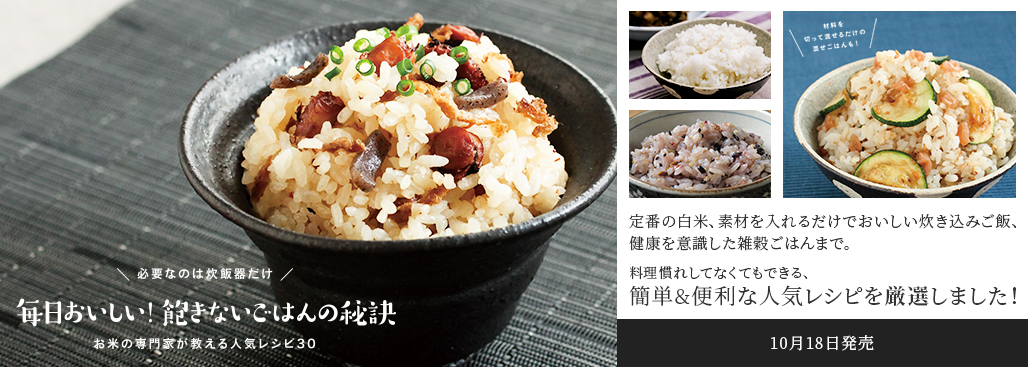 ＼ 必要なのは炊飯器だけ ／
毎日おいしい！飽きないごはんの秘訣
お米の専門家が教える人気レシピ30
材料を
切って混ぜるだけの
混ぜごはんも！
定番の白米、素材を入れるだけでおいしい炊き込みご飯、
健康を意識した雑穀ごはんまで。
料理慣れしてなくてもできる、
簡単&便利な人気レシピを厳選しました！
10月18日発売